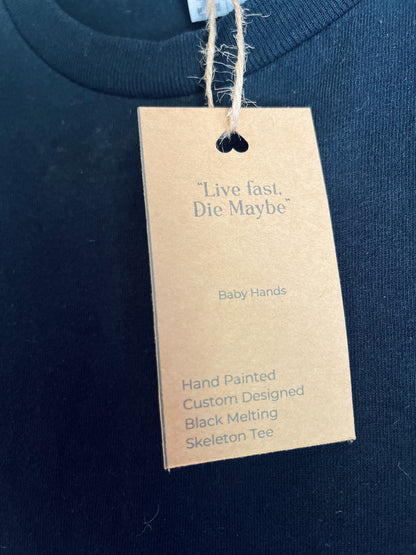 "Live fast,
Die Maybe"
Baby Hands
Hand Painted
Custom Designed
Black Melting
Skeleton Tee